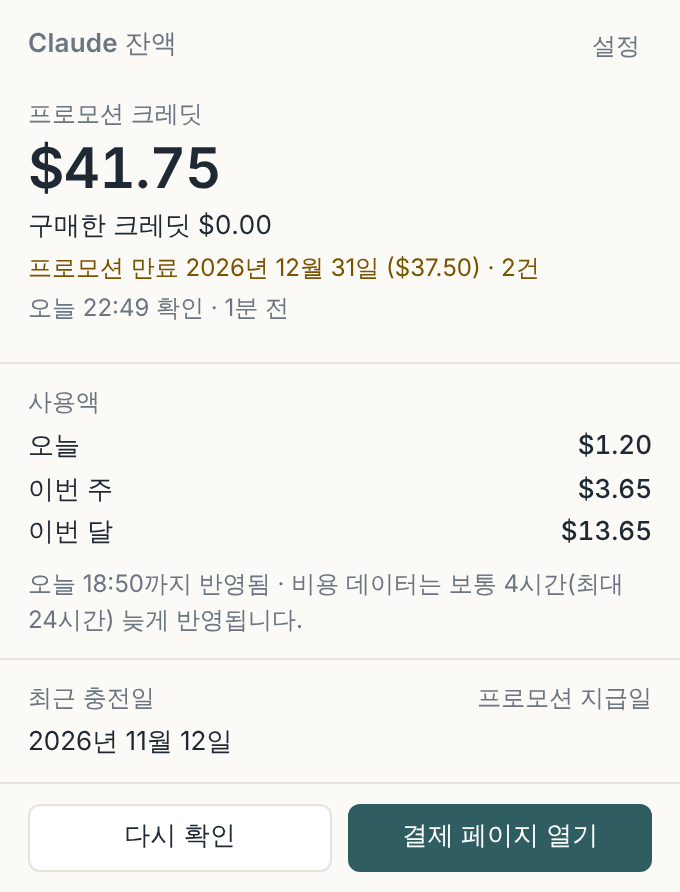 Claude 잔액
설정
프로모션 크레딧
$41.75
구매한 크레딧 $0.00
프로모션 만료 2026년 12월 31일 ($37.50) · 2건
오늘 22:49 확인 · 1분 전
사용액
오늘 $1.20
이번 주 $3.65
이번 달 $13.65
오늘 18:50까지 반영됨 · 비용 데이터는 보통 4시간(최대
24시간) 늦게 반영됩니다.
최근 충전일 프로모션 지급일
2026년 11월 12일
다시 확인 결제 페이지 열기